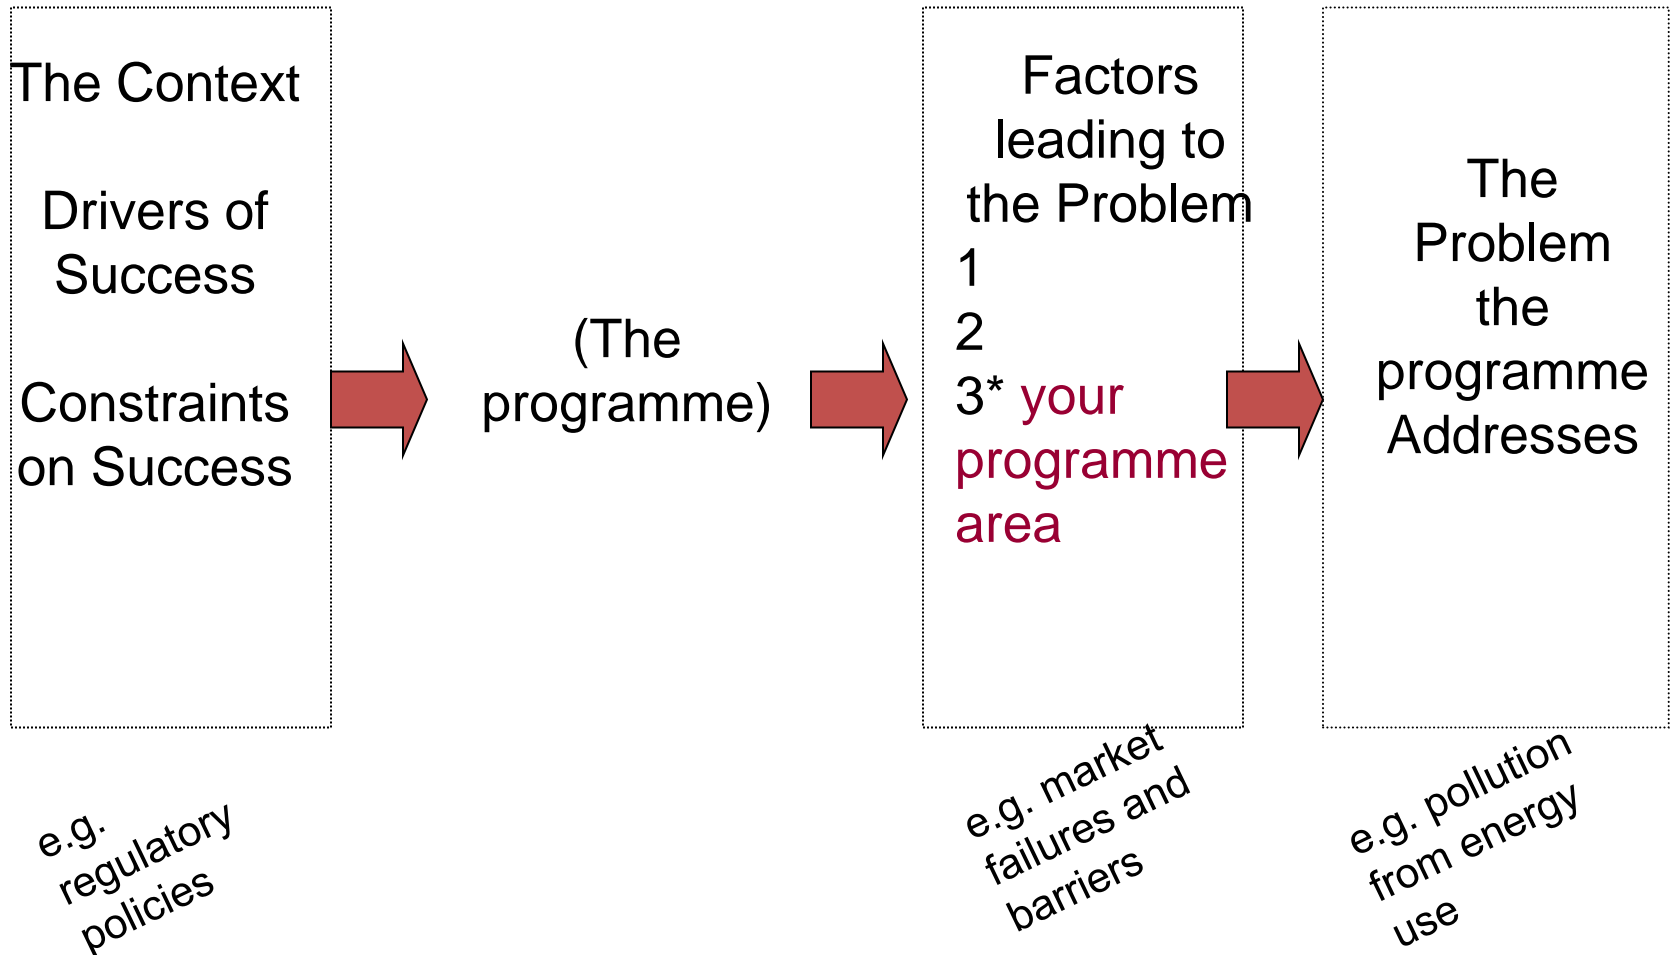 The Context
Drivers of
Success
Constraints
on Success
(The
programme)
Factors
leading to
the Problem
1
2
3* your
programme
area
The
Problem
the
programme
Addresses
e.g.
regulatory
policies
e.g. market
failures and
barriers
e.g. pollution
from energy
use